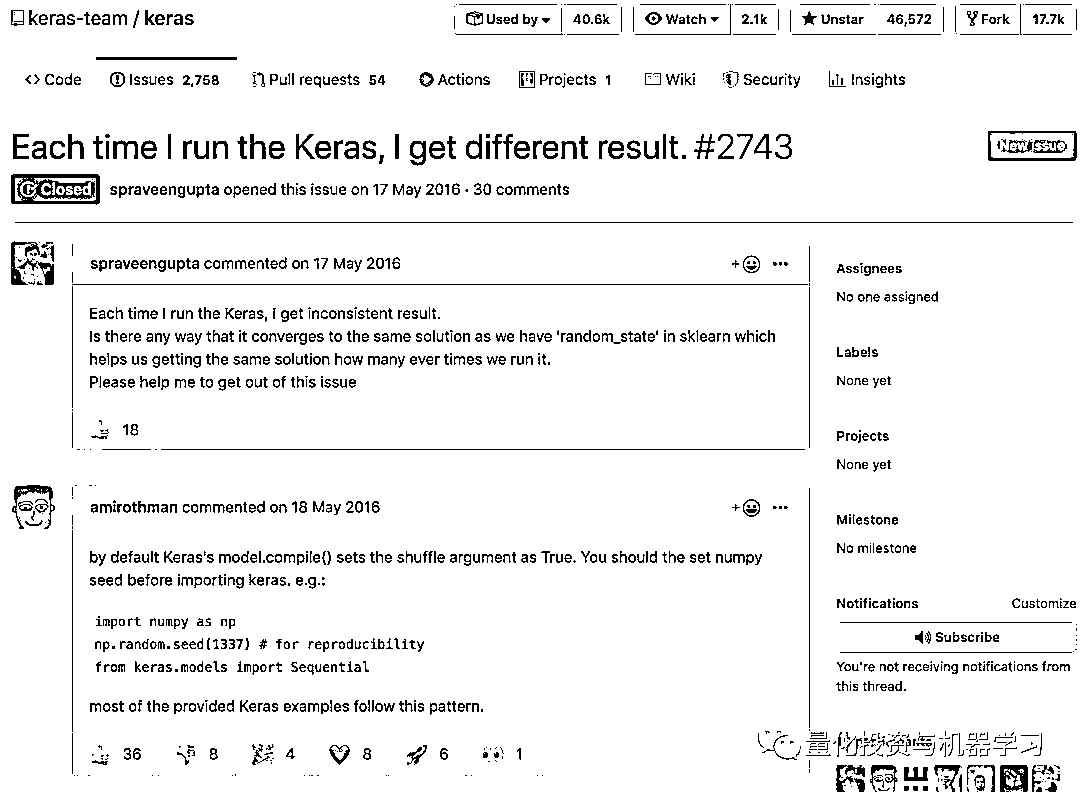 keras-team / keras
Used by 40.6k Watch 2.1k Unstar 46,572 Fork 17.7k
Code Issues 2,758 Pull requests 54 Actions Projects 1 Wiki Security Insights
Each time I run the Keras, I get different result. #2743
New issue
Closed spraveengupta opened this issue on 17 May 2016 · 30 comments
spraveengupta commented on 17 May 2016
Each time I run the Keras, i get inconsistent result.
Is there any way that it converges to the same solution as we have 'random_state' in sklearn which
helps us getting the same solution how many ever times we run it.
Please help me to get out of this issue
18
amirothman commented on 18 May 2016
by default Keras's model.compile() sets the shuffle argument as True. You should the set numpy
seed before importing keras. e.g.:
import numpy as np
np.random.seed(1337) # for reproducibility
from keras.models import Sequential
most of the provided Keras examples follow this pattern.
36 8 4 8 6 1
Assignees
No one assigned
Labels
None yet
Projects
None yet
Milestone
No milestone
Notifications Customize
Subscribe
You're not receiving notifications from
this thread.
量化投资与机器学习